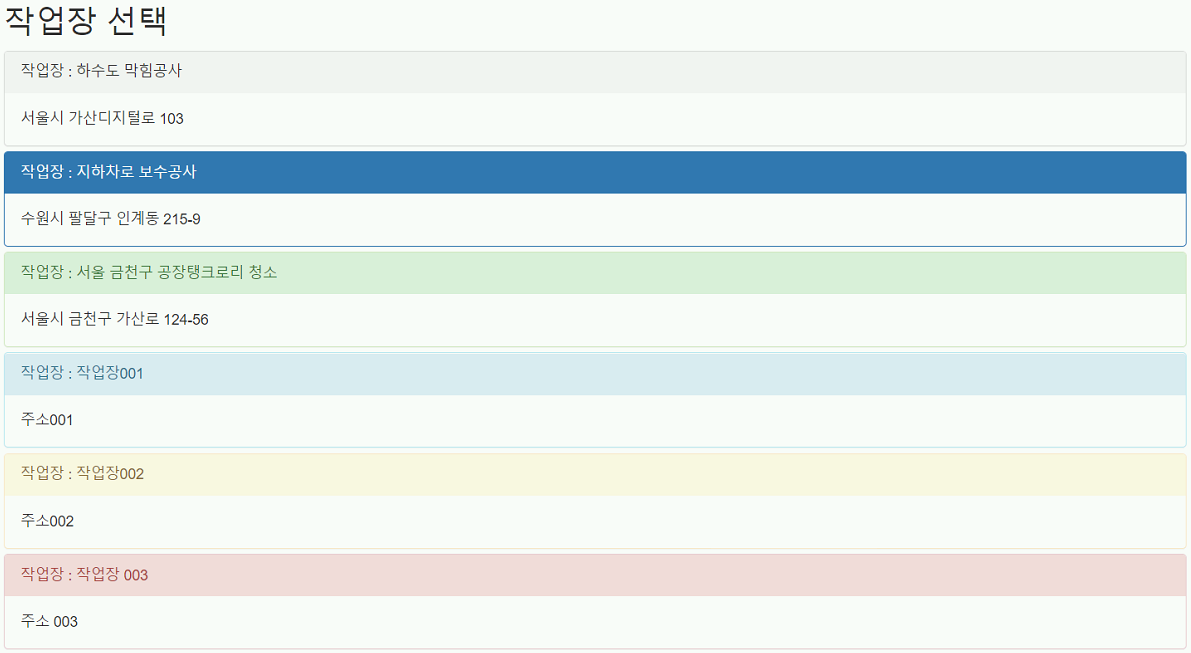 작업장 선택
작업장 : 하수도 막힘공사
서울시 가산디지털로 103
작업장 : 지하차로 보수공사
수원시 팔달구 인계동 215-9
작업장 : 서울 금천구 공장탱크로리 청소
서울시 금천구 가산로 124-56
작업장 : 작업장001
주소001
작업장 : 작업장002
주소002
작업장 : 작업장 003
주소 003